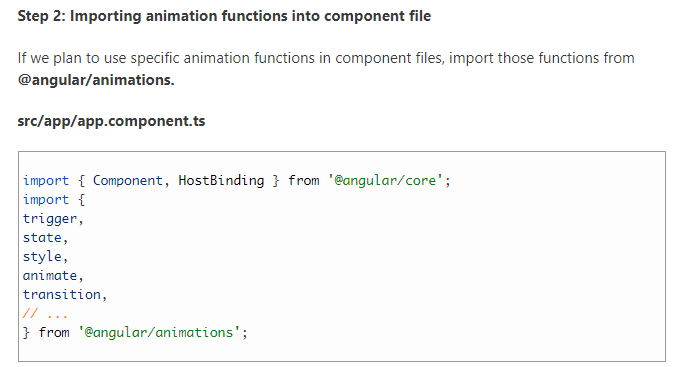 Step 2: Importing animation functions into component file
If we plan to use specific animation functions in component files, import those functions from
@angular/animations.
src/app/app.component.ts
import { Component, HostBinding } from '@angular/core';
import {
trigger,
state,
style,
animate,
transition,
// ...
} from '@angular/animations';